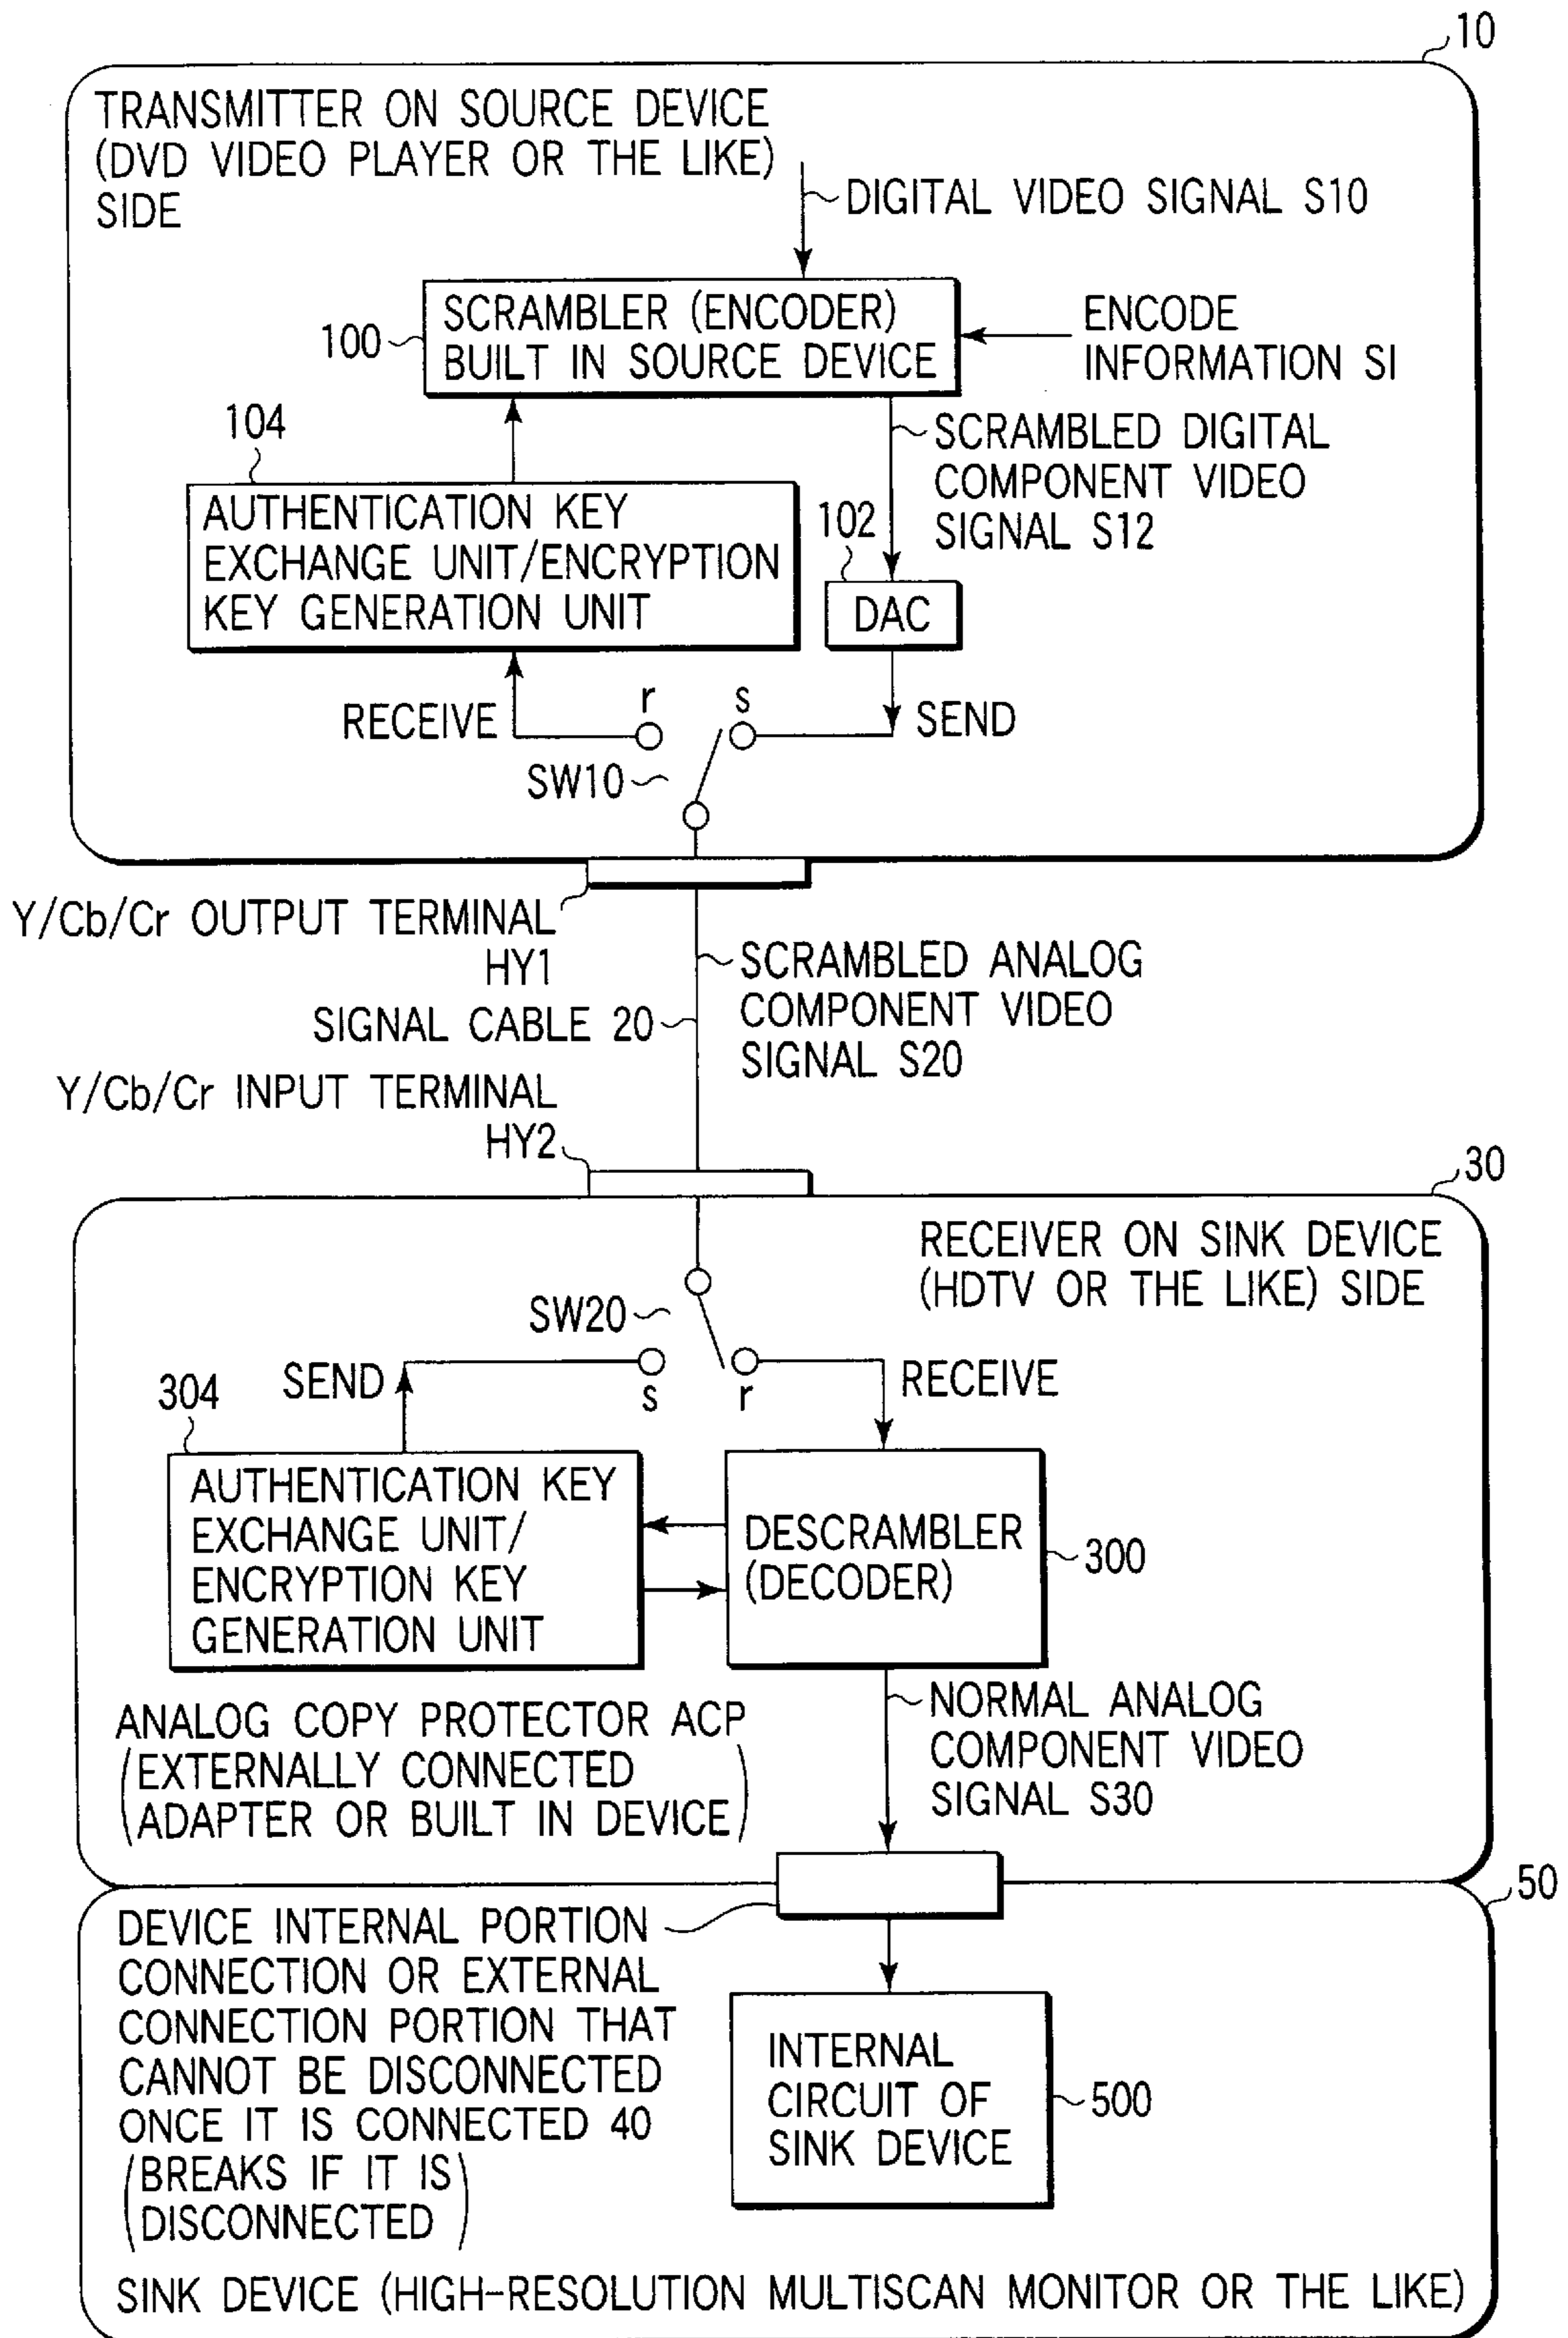 10
TRANSMITTER ON SOURCE DEVICE
(DVD VIDEO PLAYER OR THE LIKE)
SIDE
DIGITAL VIDEO SIGNAL S10
SCRAMBLER (ENCODER)
BUILT IN SOURCE DEVICE
100
ENCODE
INFORMATION SI
104
SCRAMBLED DIGITAL
COMPONENT VIDEO
SIGNAL S12
AUTHENTICATION KEY
EXCHANGE UNIT/ENCRYPTION
KEY GENERATION UNIT
102
DAC
RECEIVE
r
s
SEND
SW10
Y/Cb/Cr OUTPUT TERMINAL
HY1
SCRAMBLED ANALOG
COMPONENT VIDEO
SIGNAL S20
SIGNAL CABLE 20
Y/Cb/Cr INPUT TERMINAL
HY2
30
RECEIVER ON SINK DEVICE
(HDTV OR THE LIKE) SIDE
SW20
SEND
s
r
RECEIVE
304
AUTHENTICATION KEY
EXCHANGE UNIT/
ENCRYPTION KEY
GENERATION UNIT
DESCRAMBLER
(DECODER)
300
NORMAL ANALOG
COMPONENT VIDEO
SIGNAL S30
ANALOG COPY PROTECTOR ACP
(EXTERNALLY CONNECTED
ADAPTER OR BUILT IN DEVICE)
50
DEVICE INTERNAL PORTION
CONNECTION OR EXTERNAL
CONNECTION PORTION THAT
CANNOT BE DISCONNECTED
ONCE IT IS CONNECTED 40
(BREAKS IF IT IS
DISCONNECTED)
INTERNAL
CIRCUIT OF
SINK DEVICE
500
SINK DEVICE (HIGH-RESOLUTION MULTISCAN MONITOR OR THE LIKE)